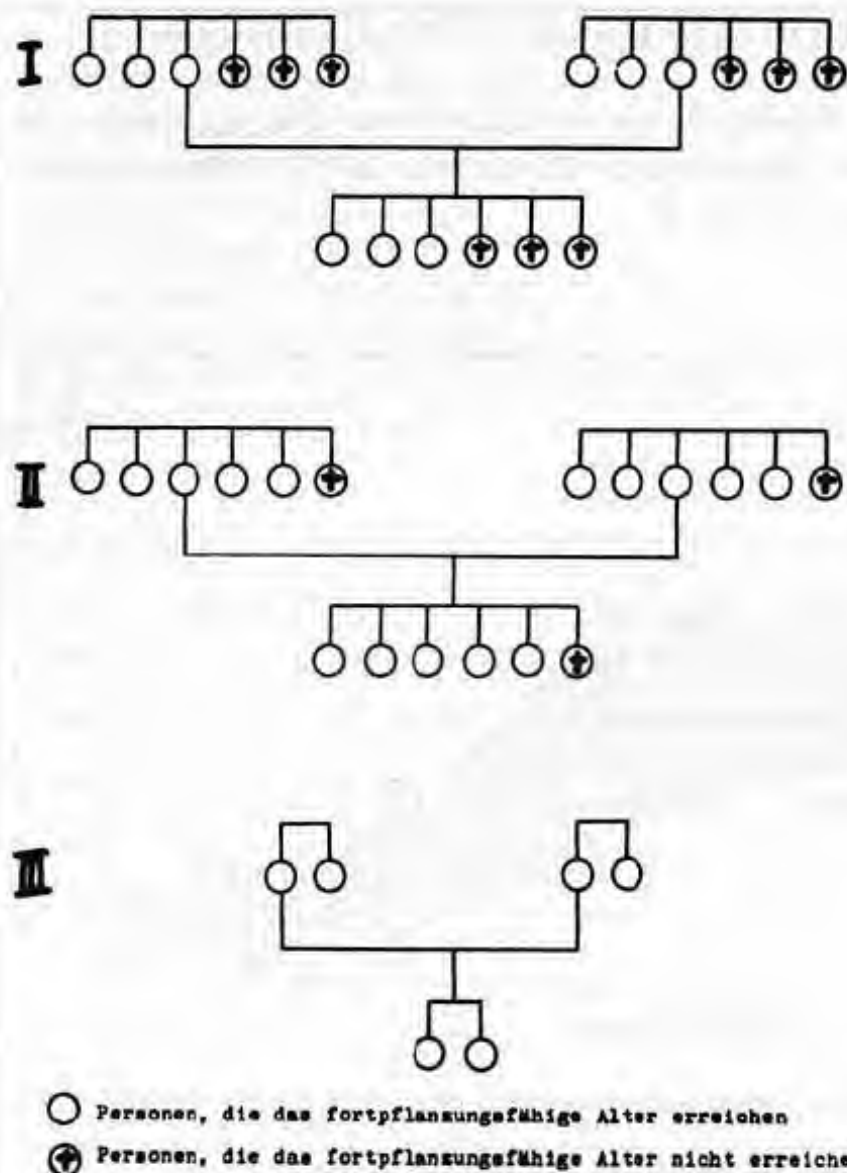 I
II
III
Personen, die das fortpflanzungsfähige Alter erreichen
Personen, die das fortpflanzungsfähige Alter nicht erreiche